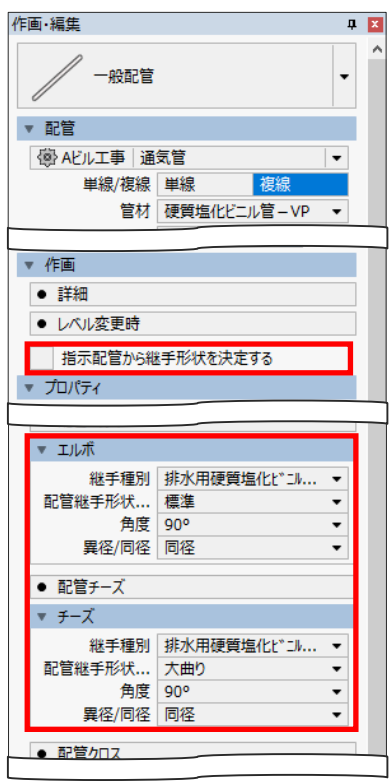 作画・編集
一般配管
配管
Aビル工事 通気管
単線/複線 単線 複線
管材 硬質塩化ビニル管 – VP
作画
詳細
レベル変更時
指示配管から継手形状を決定する
プロパティ
エルボ
継手種別 排水用硬質塩化ビニル...
配管継手形状... 標準
角度 90°
異径/同径 同径
配管チーズ
チーズ
継手種別 排水用硬質塩化ビニル...
配管継手形状... 大曲り
角度 90°
異径/同径 同径
配管クロス